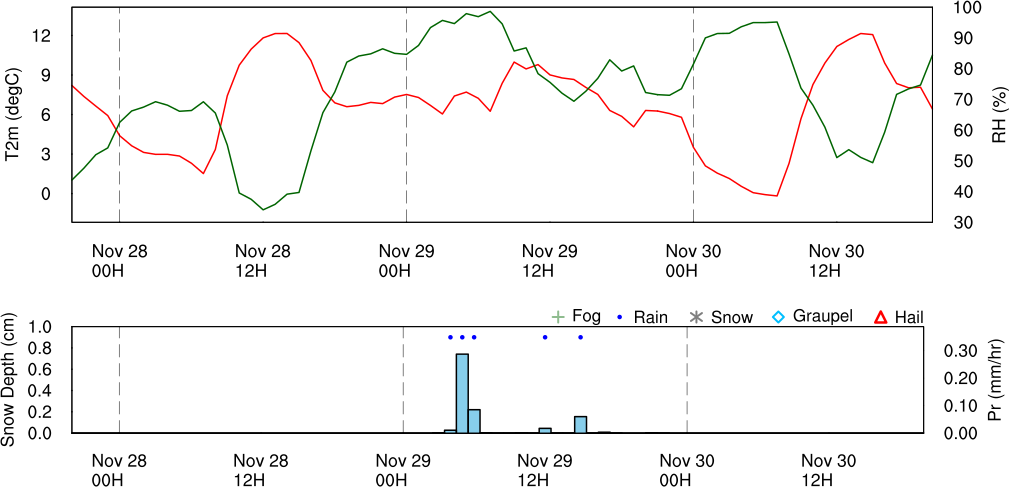 T2m (degC)
12
9
6
3
0
100
90
80
70
60
50
40
30
RH (%)
Nov 28 Nov 28 Nov 29 Nov 29 Nov 30 Nov 30
00H 12H 00H 12H 00H 12H
Fog Rain Snow Graupel Hail
Snow Depth (cm)
1.0
0.8
0.6
0.4
0.2
0.0
0.30
0.20
0.10
0.00
Pr (mm/hr)
Nov 28 Nov 28 Nov 29 Nov 29 Nov 30 Nov 30
00H 12H 00H 12H 00H 12H